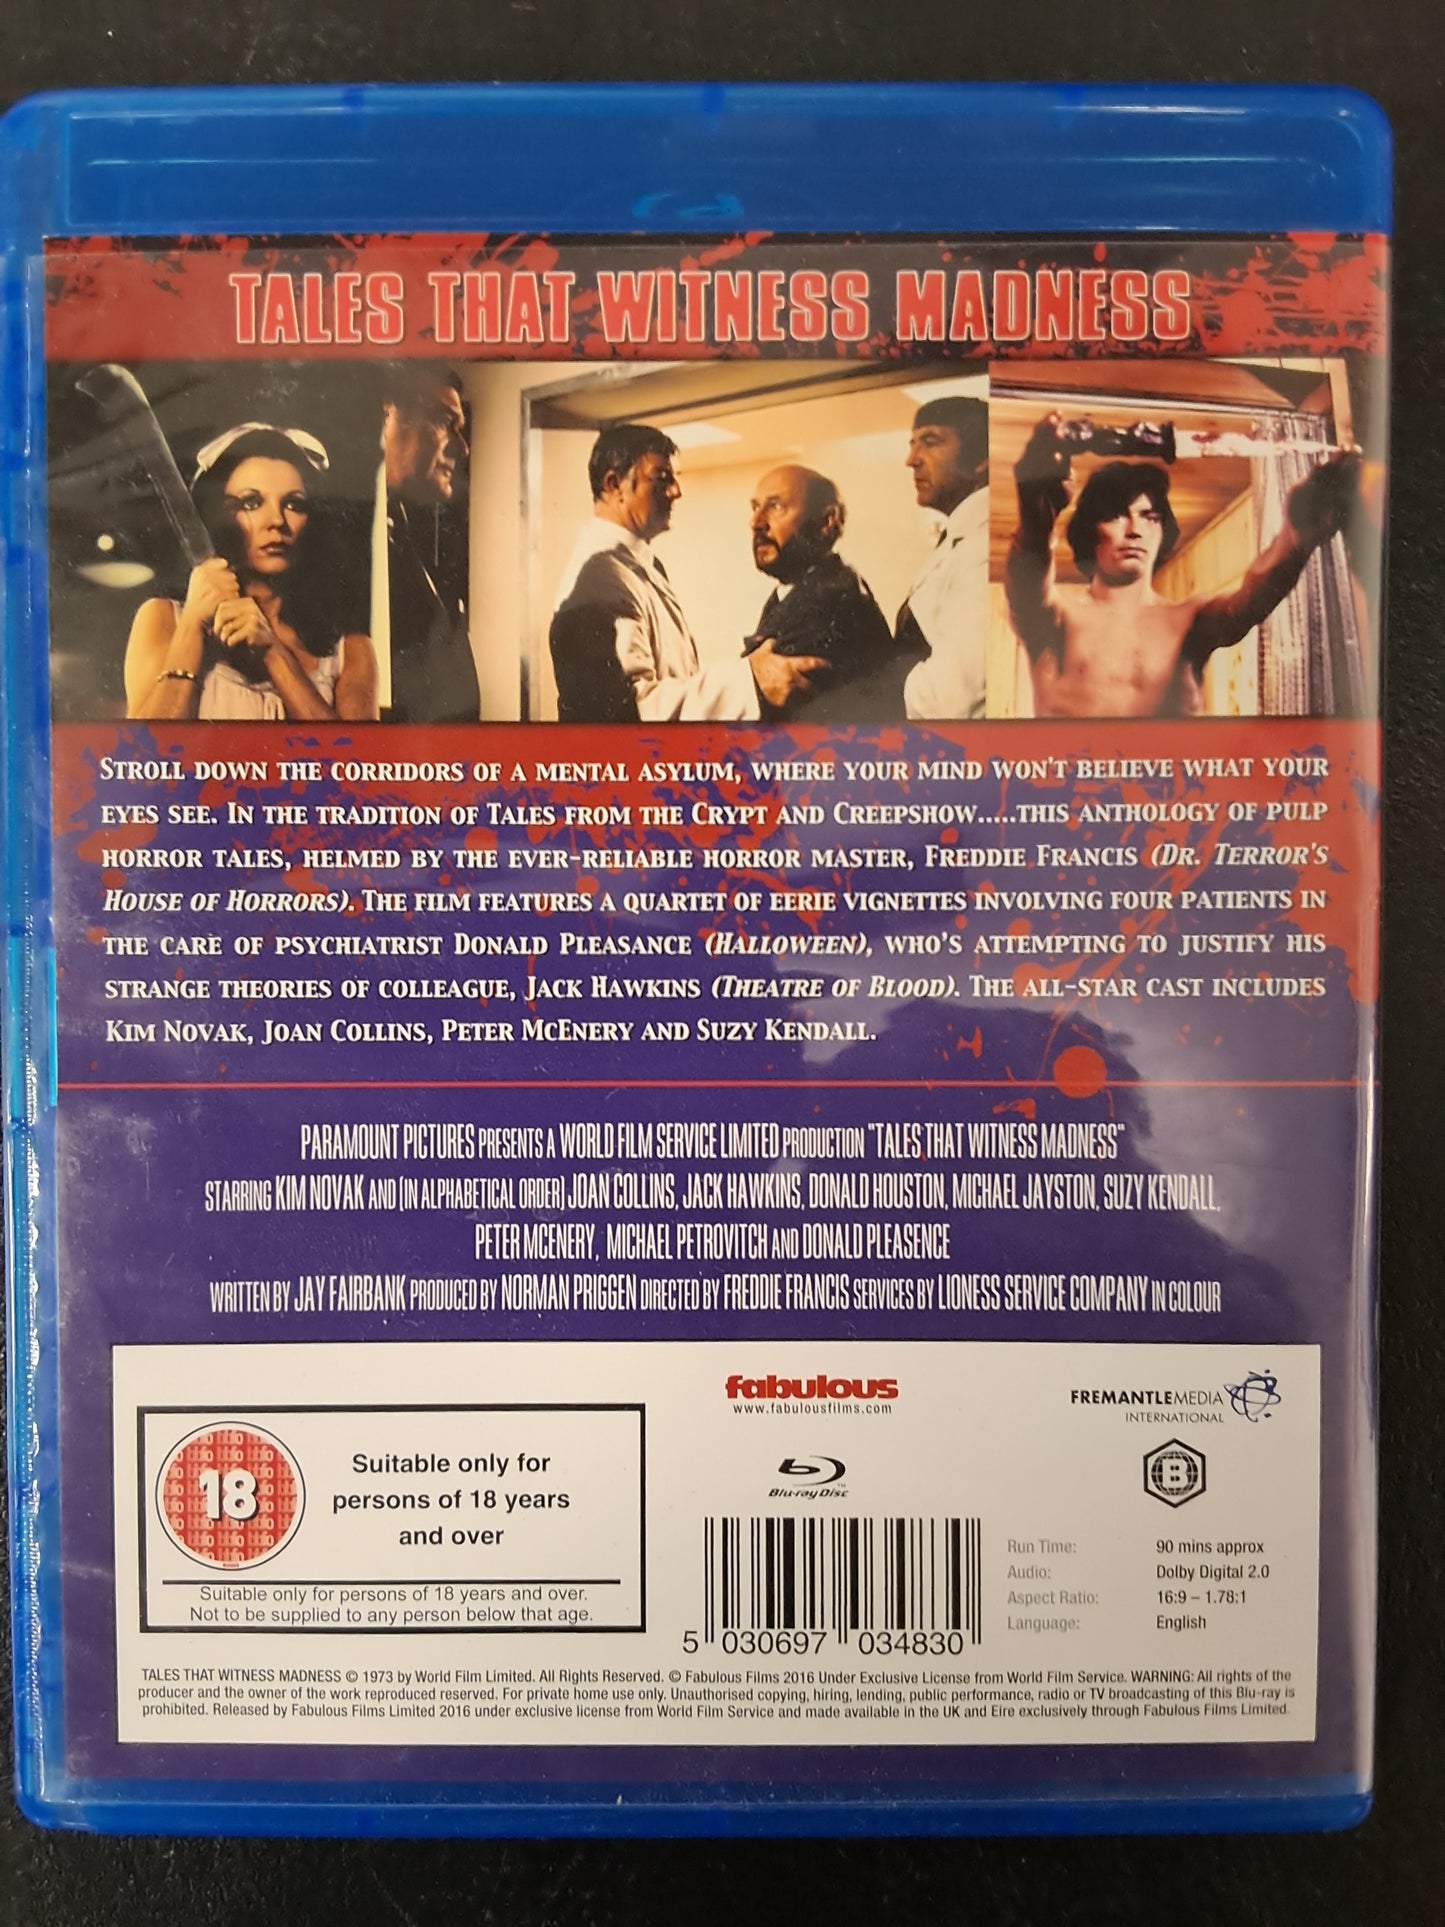 TALES THAT WITNESS MADNESS
STROLL DOWN THE CORRIDORS OF A MENTAL ASYLUM, WHERE YOUR MIND WON'T BELIEVE WHAT YOUR
EYES SEE. IN THE TRADITION OF TALES FROM THE CRYPT AND CREEPSHOW.....THIS ANTHOLOGY OF PULP
HORROR TALES, HELMED BY THE EVER-RELIABLE HORROR MASTER, FREDDIE FRANCIS (DR. TERROR'S
HOUSE OF HORRORS). THE FILM FEATURES A QUARTET OF EERIE VIGNETTES INVOLVING FOUR PATIENTS IN
THE CARE OF PSYCHIATRIST DONALD PLEASANCE (HALLOWEEN), WHO'S ATTEMPTING TO JUSTIFY HIS
STRANGE THEORIES OF COLLEAGUE, JACK HAWKINS (THEATRE OF BLOOD). THE ALL-STAR CAST INCLUDES
KIM NOVAK, JOAN COLLINS, PETER MCENERY AND SUZY KENDALL.
PARAMOUNT PICTURES PRESENTS A WORLD FILM SERVICE LIMITED PRODUCTION "TALES THAT WITNESS MADNESS"
STARRING KIM NOVAK AND (IN ALPHABETICAL ORDER) JOAN COLLINS, JACK HAWKINS, DONALD HOUSTON, MICHAEL JAYSTON, SUZY KENDALL,
PETER MCENERY, MICHAEL PETROVITCH AND DONALD PLEASENCE
WRITTEN BY JAY FAIRBANK PRODUCED BY NORMAN PRIGGEN DIRECTED BY FREDDIE FRANCIS SERVICES BY LIONESS SERVICE COMPANY IN COLOUR
18
Suitable only for
persons of 18 years
and over
Suitable only for persons of 18 years and over.
Not to be supplied to any person below that age.
fabulous
www.fabulousfilms.com
FREMANTLEMEDIA
INTERNATIONAL
Blu-ray Disc
B
Run Time: 90 mins approx
Audio: Dolby Digital 2.0
Aspect Ratio: 16:9 – 1.78:1
Language: English
5 030697 034830
TALES THAT WITNESS MADNESS © 1973 by World Film Limited. All Rights Reserved. © Fabulous Films 2016 Under Exclusive License from World Film Service. WARNING: All rights of the
producer and the owner of the work reproduced reserved. For private home use only. Unauthorised copying, hiring, lending, public performance, radio or TV broadcasting of this Blu-ray is
prohibited. Released by Fabulous Films Limited 2016 under exclusive license from World Film Service and made available in the UK and Eire exclusively through Fabulous Films Limited.